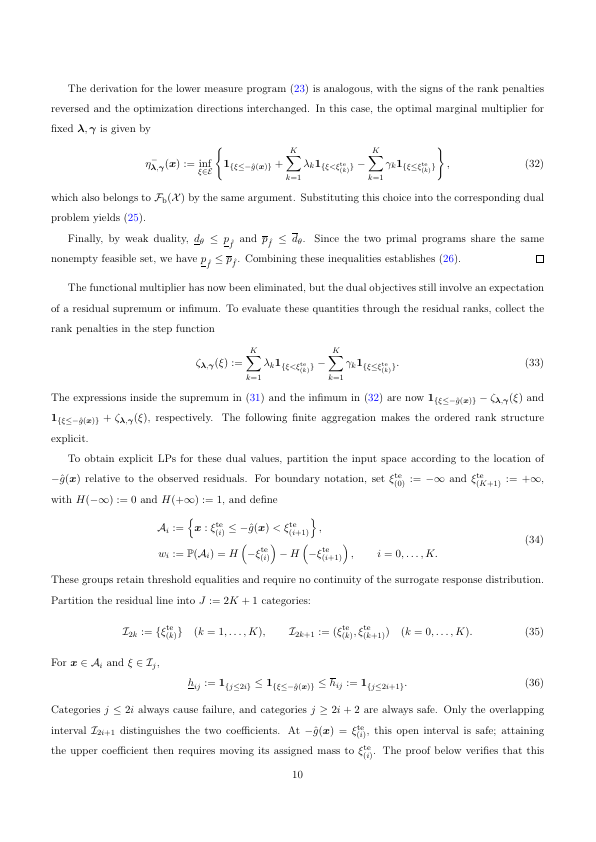 The derivation for the lower measure program (23) is analogous, with the signs of the rank penalties
reversed and the optimization directions interchanged. In this case, the optimal marginal multiplier for
fixed λ, γ is given by
η⁻_{λ,γ}(x) := inf_{ξ∈ℰ} { 1_{ξ≤−ĝ(x)} + ∑_{k=1}^{K} λ_k 1_{ξ<ξ^{te}_{(k)}} − ∑_{k=1}^{K} γ_k 1_{ξ≤ξ^{te}_{(k)}} }, (32)
which also belongs to ℱ_b(𝒳) by the same argument. Substituting this choice into the corresponding dual
problem yields (25).
Finally, by weak duality, d̲_θ ≤ p̲_f̂ and p̅_f̂ ≤ d̅_θ. Since the two primal programs share the same
nonempty feasible set, we have p̲_f̂ ≤ p̅_f̂. Combining these inequalities establishes (26). □
The functional multiplier has now been eliminated, but the dual objectives still involve an expectation
of a residual supremum or infimum. To evaluate these quantities through the residual ranks, collect the
rank penalties in the step function
ζ_{λ,γ}(ξ) := ∑_{k=1}^{K} λ_k 1_{ξ<ξ^{te}_{(k)}} − ∑_{k=1}^{K} γ_k 1_{ξ≤ξ^{te}_{(k)}}. (33)
The expressions inside the supremum in (31) and the infimum in (32) are now 1_{ξ≤−ĝ(x)} − ζ_{λ,γ}(ξ) and
1_{ξ≤−ĝ(x)} + ζ_{λ,γ}(ξ), respectively. The following finite aggregation makes the ordered rank structure
explicit.
To obtain explicit LPs for these dual values, partition the input space according to the location of
−ĝ(x) relative to the observed residuals. For boundary notation, set ξ^{te}_{(0)} := −∞ and ξ^{te}_{(K+1)} := +∞,
with H(−∞) := 0 and H(+∞) := 1, and define
𝒜_i := { x : ξ^{te}_{(i)} ≤ −ĝ(x) < ξ^{te}_{(i+1)} },
w_i := ℙ(𝒜_i) = H(−ξ^{te}_{(i)}) − H(−ξ^{te}_{(i+1)}), i = 0, . . . , K. (34)
These groups retain threshold equalities and require no continuity of the surrogate response distribution.
Partition the residual line into J := 2K + 1 categories:
ℐ_{2k} := {ξ^{te}_{(k)}} (k = 1, . . . , K), ℐ_{2k+1} := (ξ^{te}_{(k)}, ξ^{te}_{(k+1)}) (k = 0, . . . , K). (35)
For x ∈ 𝒜_i and ξ ∈ ℐ_j,
h̲_{ij} := 1_{j≤2i} ≤ 1_{ξ≤−ĝ(x)} ≤ h̅_{ij} := 1_{j≤2i+1}. (36)
Categories j ≤ 2i always cause failure, and categories j ≥ 2i + 2 are always safe. Only the overlapping
interval ℐ_{2i+1} distinguishes the two coefficients. At −ĝ(x) = ξ^{te}_{(i)}, this open interval is safe; attaining
the upper coefficient then requires moving its assigned mass to ξ^{te}_{(i)}. The proof below verifies that this
10